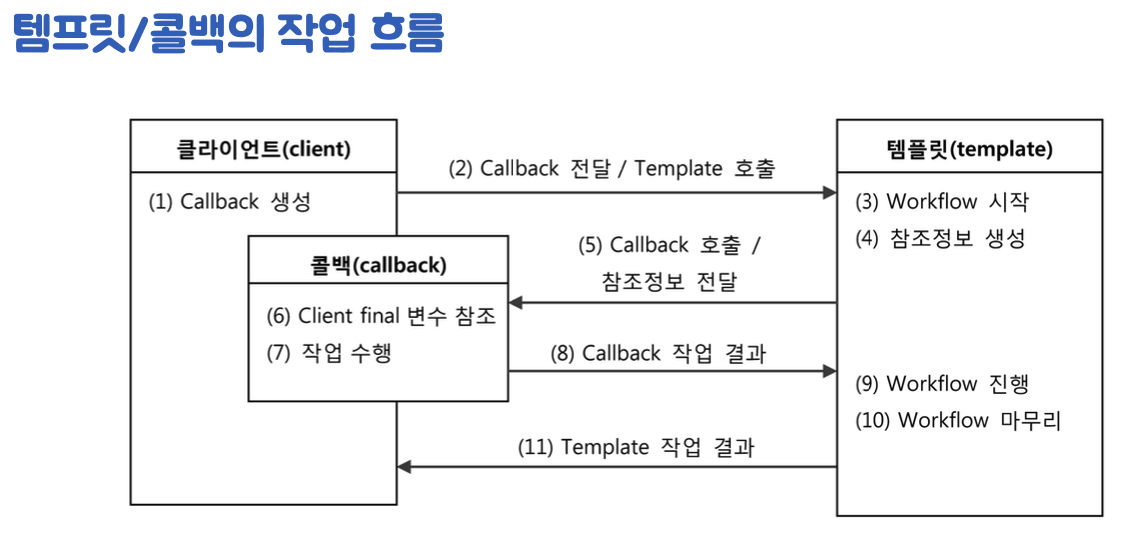 템프릿/콜백의 작업 흐름
클라이언트(client)
(1) Callback 생성
(2) Callback 전달 / Template 호출
템플릿(template)
(3) Workflow 시작
(4) 참조정보 생성
(5) Callback 호출 /
참조정보 전달
콜백(callback)
(6) Client final 변수 참조
(7) 작업 수행
(8) Callback 작업 결과
(9) Workflow 진행
(10) Workflow 마무리
(11) Template 작업 결과